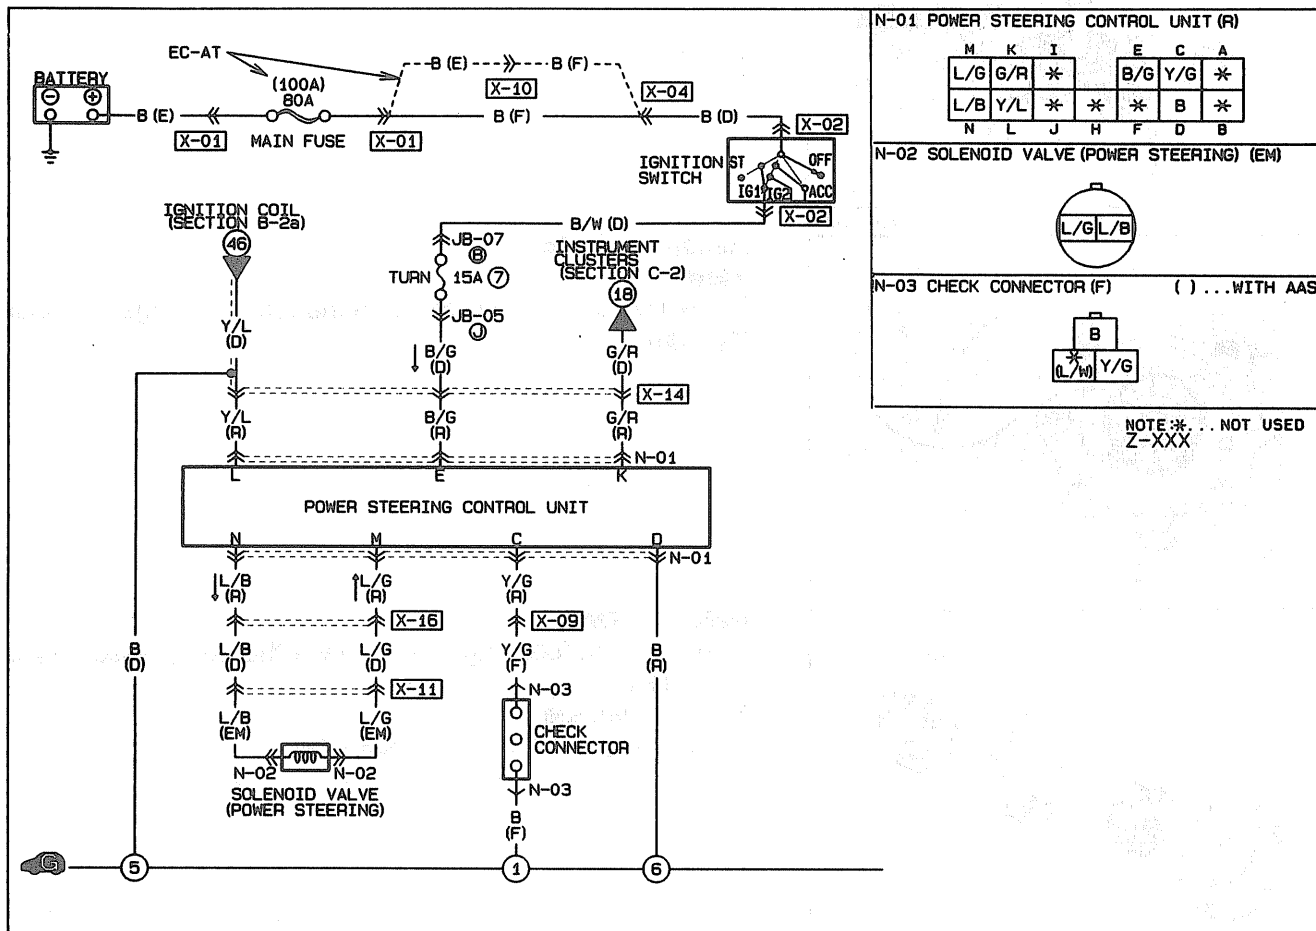 EC-AT
B (E)
B (F)
(100A)
80A
BATTERY
X-10
X-04
B (E)
B (F)
B (D)
X-02
X-01
MAIN FUSE
X-01
IGNITION
SWITCH
ST
OFF
IG1
IG2
ACC
X-02
IGNITION COIL
(SECTION B-2a)
46
B/W (D)
JB-07
B
TURN 15A 7
INSTRUMENT
CLUSTERS
(SECTION C-2)
18
JB-05
J
Y/L
(D)
B/G
(D)
G/R
(D)
X-14
Y/L
(R)
B/G
(R)
G/R
(R)
N-01
L E K
POWER STEERING CONTROL UNIT
N M C D
N-01
L/B
(R)
L/G
(R)
Y/G
(R)
X-16
X-09
B
(D)
L/B
(D)
L/G
(D)
Y/G
(F)
B
(R)
X-11
N-03
L/B
(EM)
L/G
(EM)
CHECK
CONNECTOR
N-02
N-02
SOLENOID VALVE
(POWER STEERING)
N-03
B
(F)
G
5
1
6
N-01 POWER STEERING CONTROL UNIT (R)
M K I E C A
L/G G/R * B/G Y/G *
L/B Y/L * * * B *
N L J H F D B
N-02 SOLENOID VALVE (POWER STEERING) (EM)
L/G L/B
N-03 CHECK CONNECTOR (F) ( )...WITH AAS
B
*
(L/W) Y/G
NOTE *... NOT USED
Z-XXX